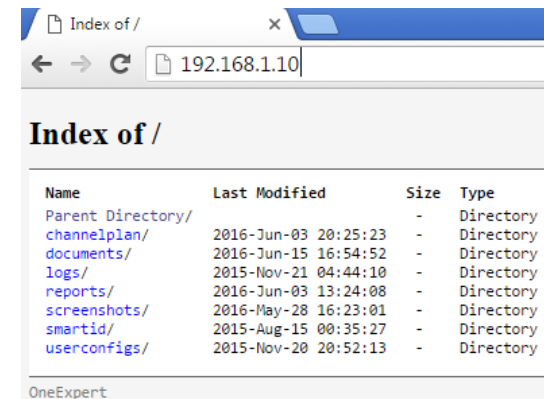 Index of /
192.168.1.10
Index of /
Name Last Modified Size Type
Parent Directory/ - Directory
channelplan/ 2016-Jun-03 20:25:23 - Directory
documents/ 2016-Jun-15 16:54:52 - Directory
logs/ 2015-Nov-21 04:44:10 - Directory
reports/ 2016-Jun-03 13:24:08 - Directory
screenshots/ 2016-May-28 16:23:01 - Directory
smartid/ 2015-Aug-15 00:35:27 - Directory
userconfigs/ 2015-Nov-20 20:52:13 - Directory
OneExpert